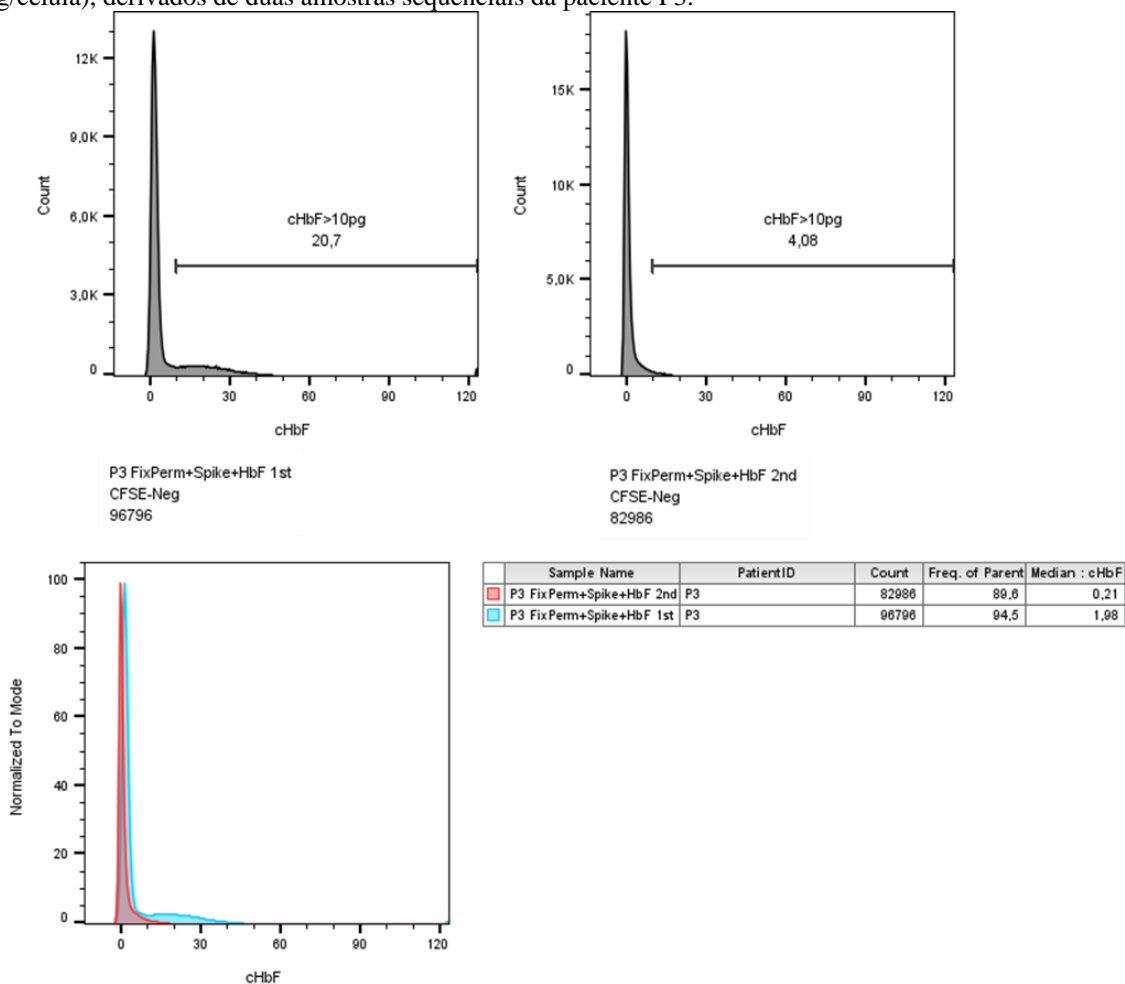 g/célula), derivados de duas amostras sequenciais da paciente P3.
12K
9,0K
6,0K
3,0K
0
Count
cHbF>10pg
20,7
0 30 60 90 120
cHbF
15K
10K
5,0K
0
Count
cHbF>10pg
4,08
0 30 60 90 120
cHbF
P3 FixPerm+Spike+HbF 1st
CFSE-Neg
96796
P3 FixPerm+Spike+HbF 2nd
CFSE-Neg
82986
100
80
60
40
20
0
Normalized To Mode
0 30 60 90 120
cHbF
Sample Name PatientID Count Freq. of Parent Median : cHbF
P3 FixPerm+Spike+HbF 2nd P3 82986 89,6 0,21
P3 FixPerm+Spike+HbF 1st P3 96796 94,5 1,98